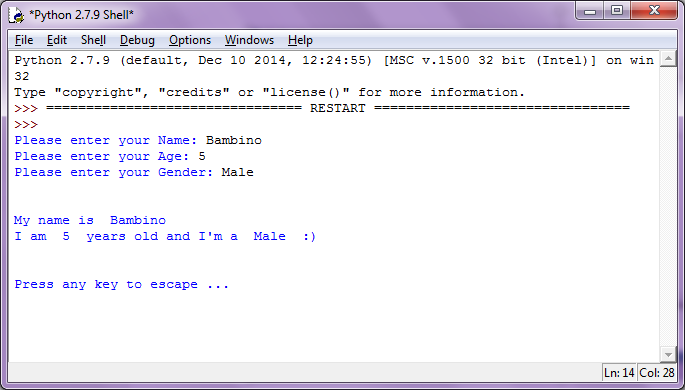 *Python 2.7.9 Shell*
File Edit Shell Debug Options Windows Help
Python 2.7.9 (default, Dec 10 2014, 12:24:55) [MSC v.1500 32 bit (Intel)] on win
32
Type "copyright", "credits" or "license()" for more information.
>>> ================================ RESTART ================================
>>>
Please enter your Name: Bambino
Please enter your Age: 5
Please enter your Gender: Male
My name is  Bambino
I am  5  years old and I'm a  Male  :)
Press any key to escape ...
Ln: 14 Col: 28